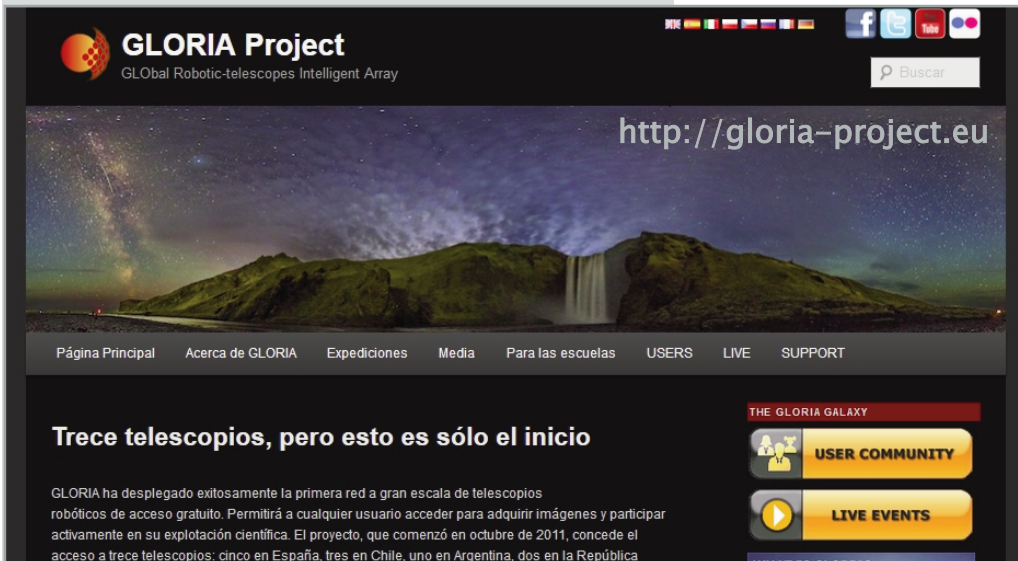 GLORIA Project
GLObal Robotic-telescopes Intelligent Array
You
Tube
Buscar
http://gloria-project.eu
Página Principal Acerca de GLORIA Expediciones Media Para las escuelas USERS LIVE SUPPORT
Trece telescopios, pero esto es sólo el inicio
GLORIA ha desplegado exitosamente la primera red a gran escala de telescopios
robóticos de acceso gratuito. Permitirá a cualquier usuario acceder para adquirir imágenes y participar
activamente en su explotación científica. El proyecto, que comenzó en octubre de 2011, concede el
acceso a trece telescopios: cinco en España, tres en Chile, uno en Argentina, dos en la República
THE GLORIA GALAXY
USER COMMUNITY
LIVE EVENTS